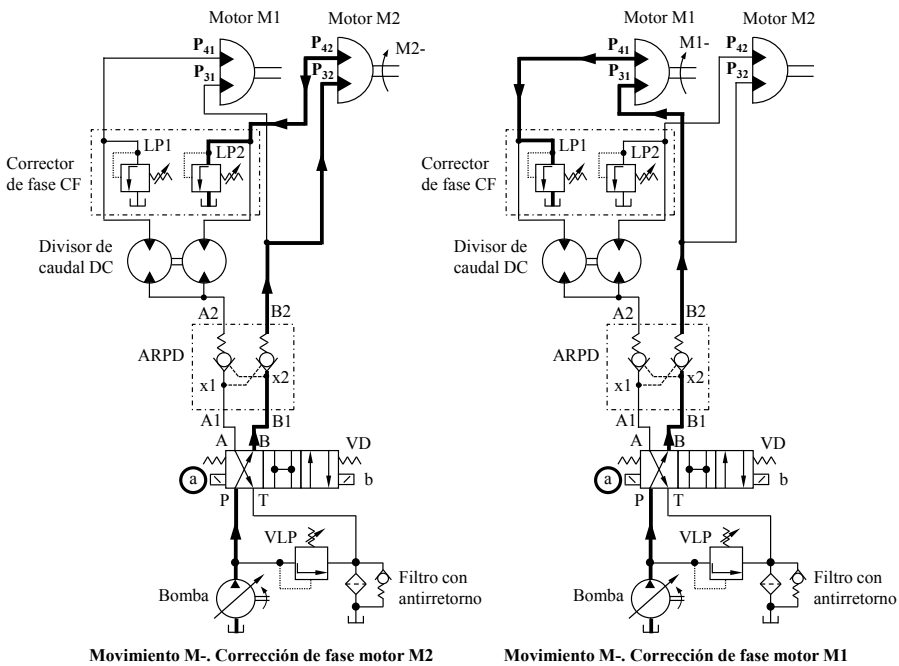 Motor M1
Motor M2
P41
P42
M2-
P31
P32
LP1
LP2
Corrector
de fase CF
Divisor de
caudal DC
A2
B2
ARPD
x1
x2
A1
B1
A
B
VD
a
b
P
T
VLP
Bomba
Filtro con
antirretorno
Movimiento M-. Corrección de fase motor M2
Motor M1
Motor M2
P41
M1-
P42
P31
P32
LP1
LP2
Corrector
de fase CF
Divisor de
caudal DC
A2
B2
ARPD
x1
x2
A1
B1
A
B
VD
a
b
P
T
VLP
Bomba
Filtro con
antirretorno
Movimiento M-. Corrección de fase motor M1